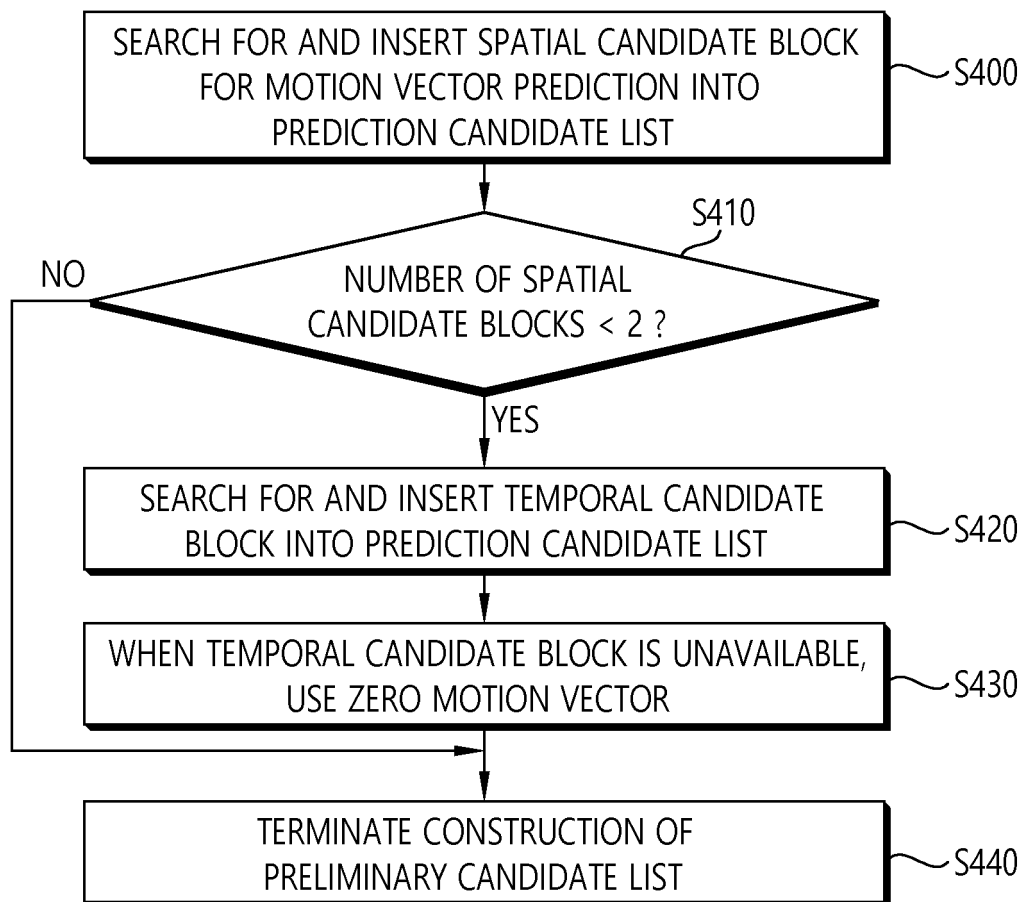 SEARCH FOR AND INSERT SPATIAL CANDIDATE BLOCK
FOR MOTION VECTOR PREDICTION INTO
PREDICTION CANDIDATE LIST
S400
S410
NO
NUMBER OF SPATIAL
CANDIDATE BLOCKS < 2 ?
YES
SEARCH FOR AND INSERT TEMPORAL CANDIDATE
BLOCK INTO PREDICTION CANDIDATE LIST
S420
WHEN TEMPORAL CANDIDATE BLOCK IS UNAVAILABLE,
USE ZERO MOTION VECTOR
S430
TERMINATE CONSTRUCTION OF
PRELIMINARY CANDIDATE LIST
S440